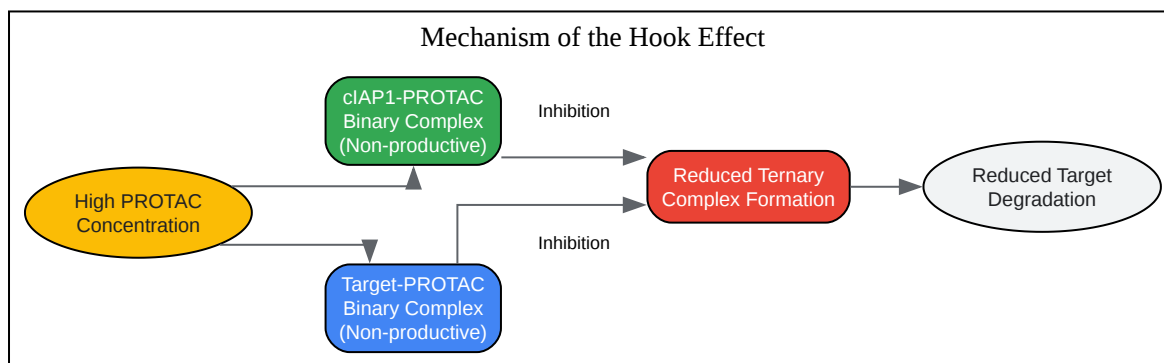 Mechanism of the Hook Effect
cIAP1-PROTAC
Binary Complex
(Non-productive)
Inhibition
High PROTAC
Concentration
Reduced Ternary
Complex Formation
Reduced Target
Degradation
Inhibition
Target-PROTAC
Binary Complex
(Non-productive)